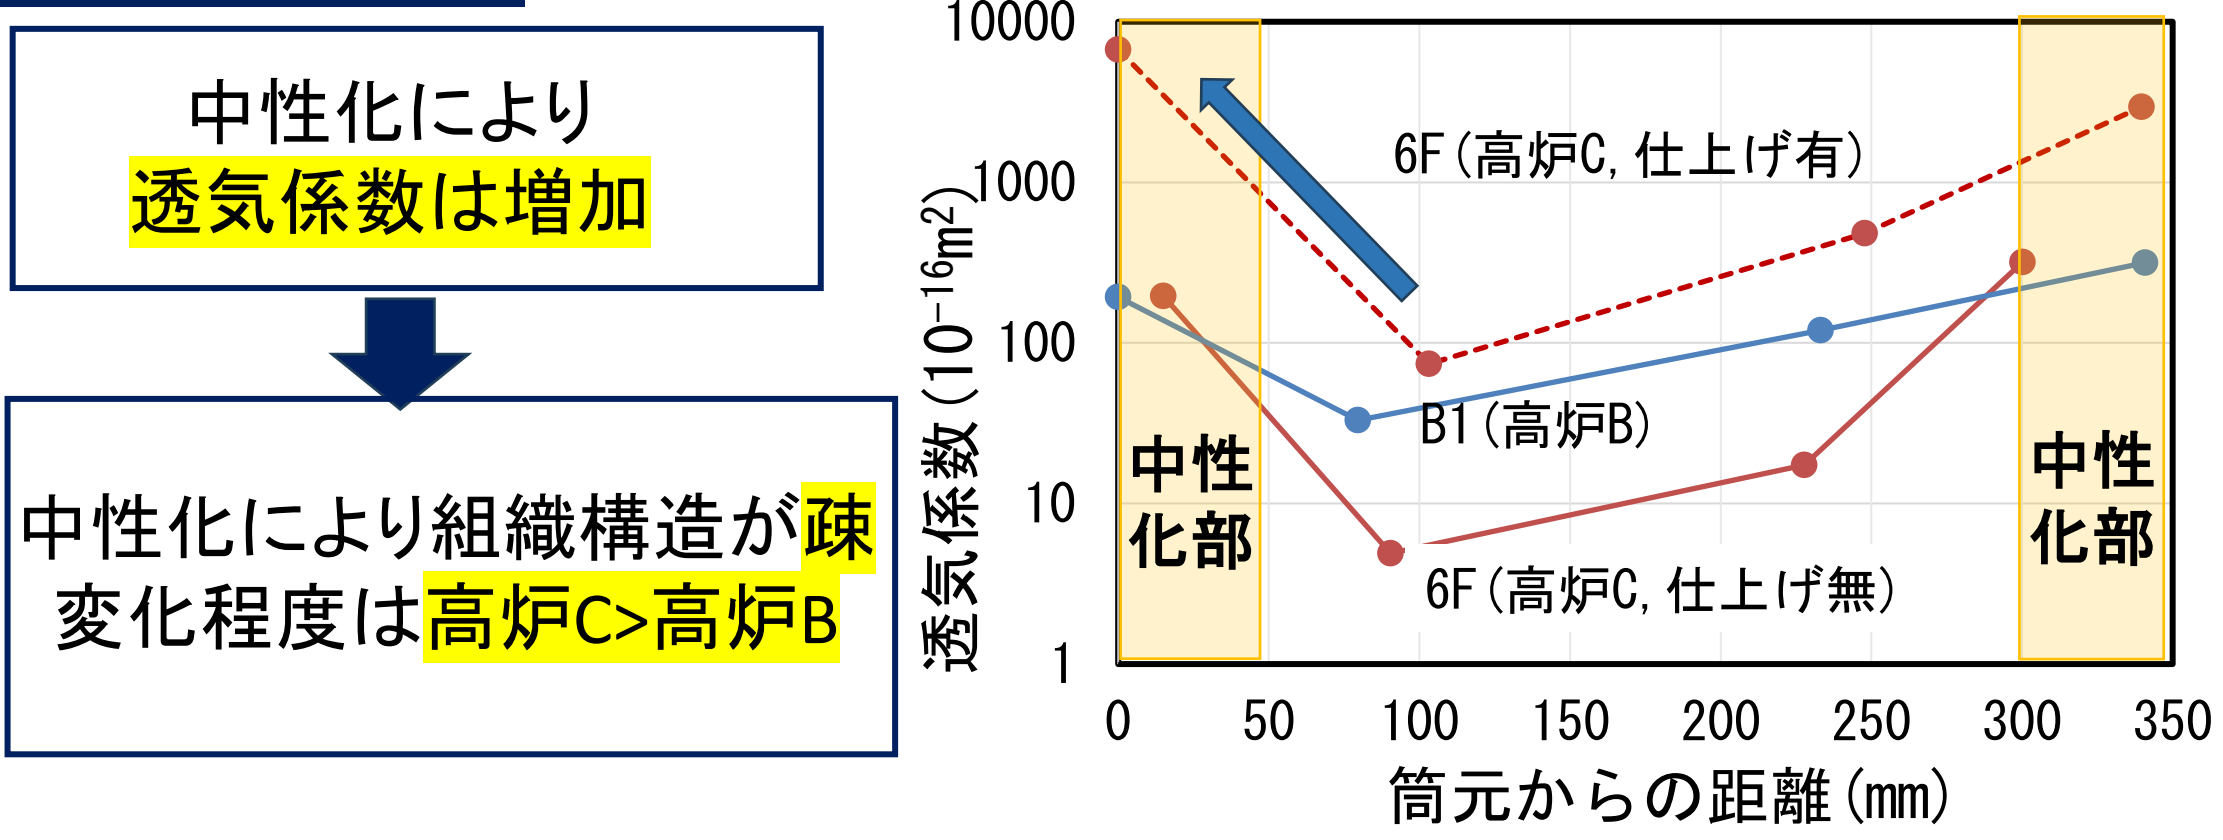 中性化により
透気係数は増加
中性化により組織構造が疎
変化程度は高炉C>高炉B
透気係数(10⁻¹⁶m²)
10000
1000
100
10
1
6F(高炉C,仕上げ有)
B1(高炉B)
6F(高炉C,仕上げ無)
中性
化部
中性
化部
0 50 100 150 200 250 300 350
筒元からの距離(mm)